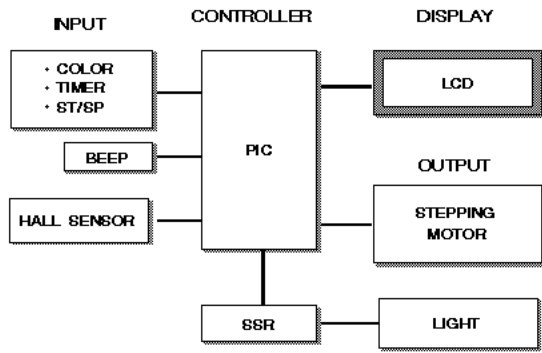 INPUT
CONTROLLER
DISPLAY
• COLOR
• TIMER
• ST/SP
BEEP
HALL SENSOR
PIC
LCD
OUTPUT
STEPPING
MOTOR
SSR
LIGHT